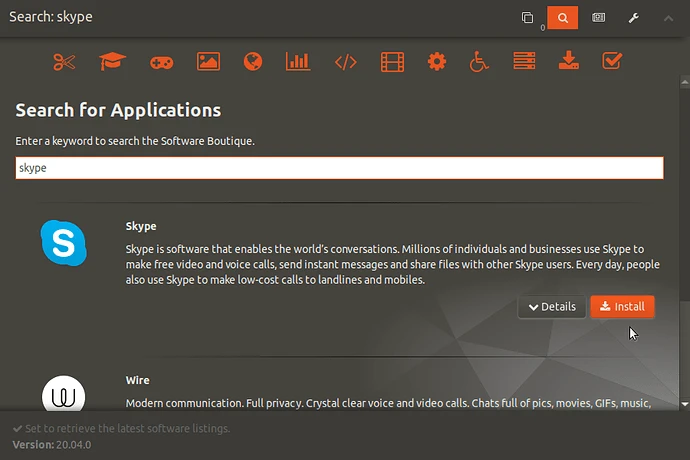 Search: skype
0
Search for Applications
Enter a keyword to search the Software Boutique.
skype
Skype
S
Skype is software that enables the world's conversations. Millions of individuals and businesses use Skype to
make free video and voice calls, send instant messages and share files with other Skype users. Every day, people
also use Skype to make low-cost calls to landlines and mobiles.
Details
Install
Wire
Modern communication. Full privacy. Crystal clear voice and video calls. Chats full of pics, movies, GIFs, music,
Set to retrieve the latest software listings.
Version: 20.04.0